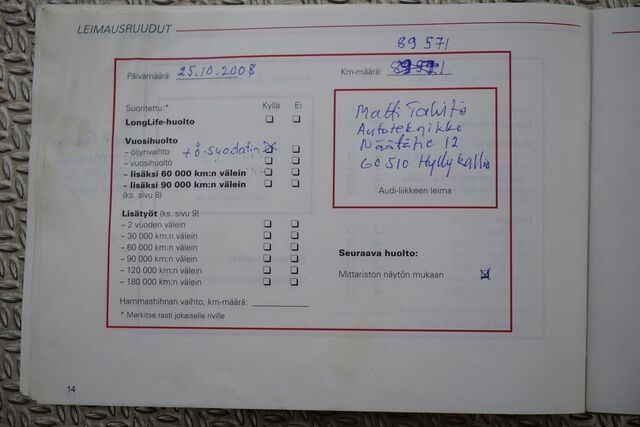 LEIMAUSRUUDUT
89 571
Päivämäärä: 25.10.2008
Km-määrä:
Suoritettu:* Kyllä Ei
LongLife-huolto
Vuosihuolto
– öljynvaihto + ö-suodatin
– vuosihuolto
– lisäksi 60 000 km:n välein
– lisäksi 90 000 km:n välein
(ks. sivu 8)
Lisätyöt (ks. sivu 9)
– 2 vuoden välein
– 30 000 km:n välein
– 60 000 km:n välein
– 90 000 km:n välein
– 120 000 km:n välein
– 180 000 km:n välein
Hammashihnan vaihto, km-määrä:
* Merkitse rasti jokaiselle riville
Matti
Autoteknikko
Näätätie 12
60510 Hyllykallio
Audi-liikkeen leima
Seuraava huolto:
Mittariston näytön mukaan
14